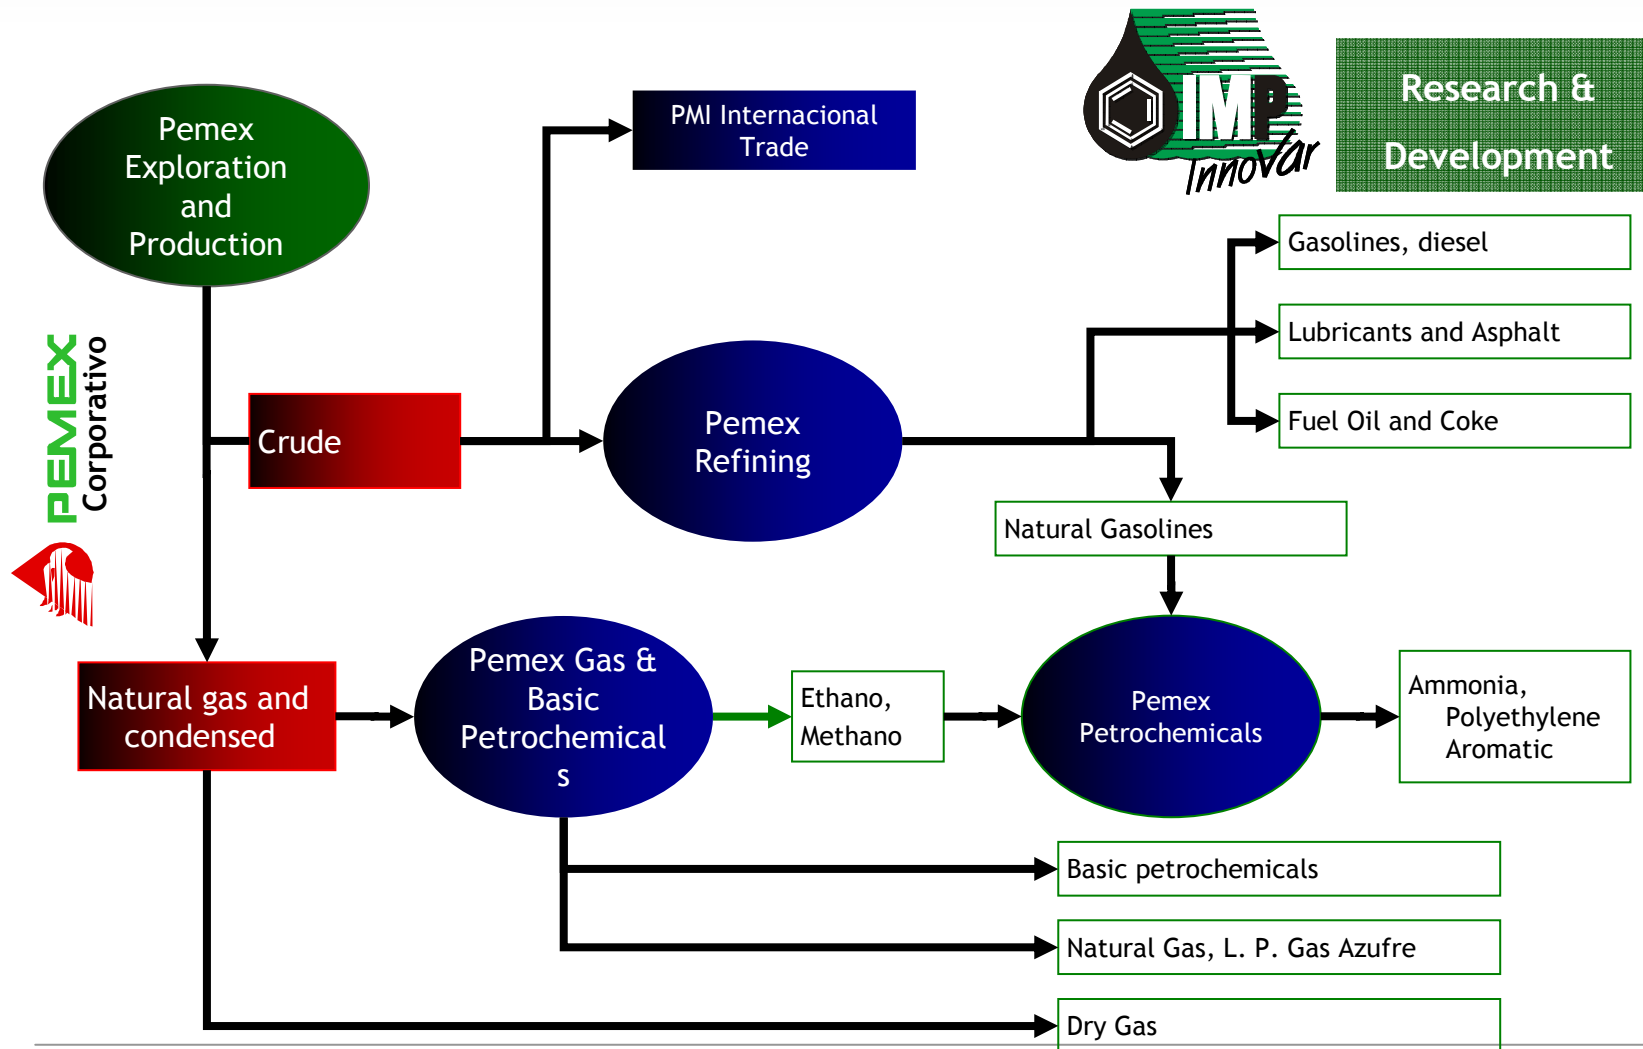 Pemex
Exploration
and
Production
PMI Internacional
Trade
IMP
Innovar
Research &
Development
Gasolines, diesel
Lubricants and Asphalt
Fuel Oil and Coke
PEMEX
Corporativo
Crude
Pemex
Refining
Natural Gasolines
Natural gas and
condensed
Pemex Gas &
Basic
Petrochemical
s
Ethano,
Methano
Pemex
Petrochemicals
Ammonia,
Polyethylene
Aromatic
Basic petrochemicals
Natural Gas, L. P. Gas Azufre
Dry Gas